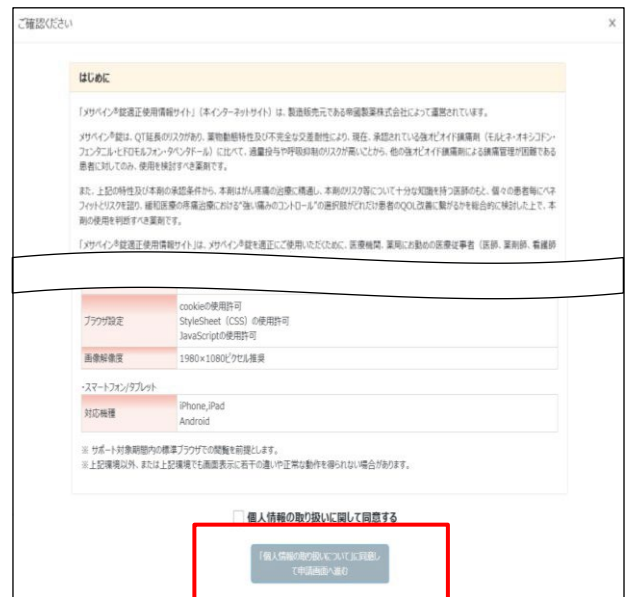 ご確認ください
X
はじめに
「メサペイン®錠適正使用情報サイト」（本インターネットサイト）は、製造販売元である帝國製薬株式会社によって運営されています。
メサペイン®錠は、QT延長のリスクがあり、薬物動態特性及び不完全な交差耐性により、現在、承認されている強オピオイド鎮痛剤（モルヒネ・オキシコドン・
フェンタニル・ヒドロモルフォン・タペンタドール）に比べて、過量投与や呼吸抑制のリスクが高いことから、他の強オピオイド鎮痛剤による鎮痛管理が困難である
患者に対してのみ、使用を検討すべき薬剤です。
また、上記の特性及び本剤の承認条件から、本剤はがん疼痛の治療に精通し、本剤のリスク等について十分な知識を持つ医師のもと、個々の患者毎にベネ
フィットとリスクを諮り、緩和医療の疼痛治療における“強い痛みのコントロール”の選択肢がどれだけ患者のQOL改善に繋がるかを総合的に検討した上で、本
剤の使用を判断すべき薬剤です。
「メサペイン®錠適正使用情報サイト」は、メサペイン®錠を適正にご使用いただくために、医療機関、薬局にお勤めの医療従事者（医師、薬剤師、看護師
ブラウザ設定
cookieの使用許可
StyleSheet（CSS）の使用許可
JavaScriptの使用許可
画像解像度
1980×1080ピクセル推奨
・スマートフォン/タブレット
対応機種
iPhone,iPad
Android
※ サポート対象期間内の標準ブラウザでの閲覧を前提とします。
※上記環境以外、または上記環境でも画面表示に若干の違いや正常な動作を得られない場合があります。
個人情報の取り扱いに関して同意する
「個人情報の取り扱いについて」に同意し
て申請画面へ進む